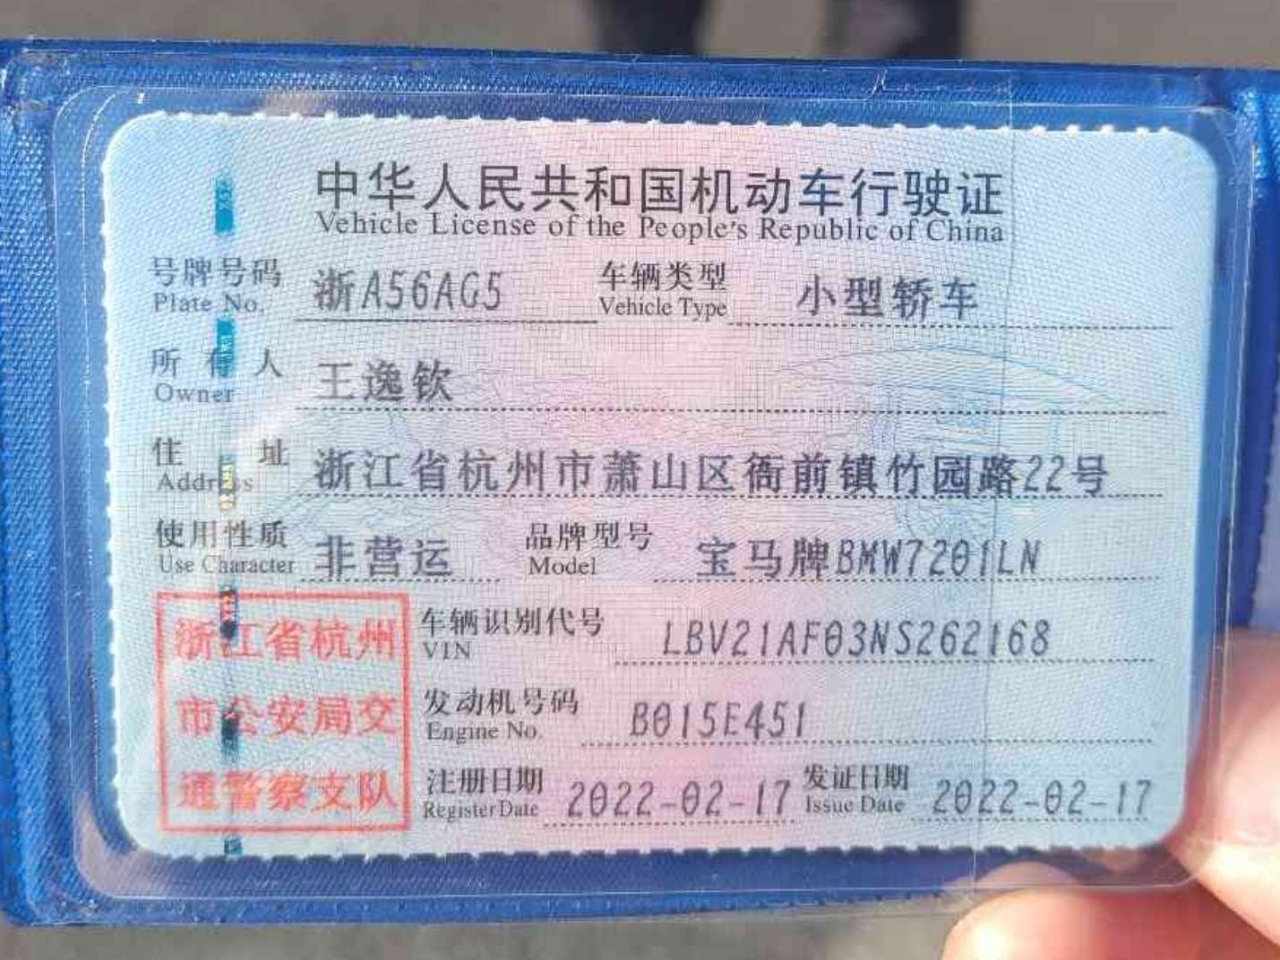 中华人民共和国机动车行驶证
Vehicle License of the People's Republic of China
号牌号码 浙A56AG5 车辆类型 小型轿车
Plate No. Vehicle Type
所有人 王逸钦
Owner
住址 浙江省杭州市萧山区衙前镇竹园路22号
Address
使用性质 非营运 品牌型号 宝马牌BMW7201LN
Use Character Model
浙江省杭州
市公安局交
通警察支队
车辆识别代号 LBV21AF03NS262168
VIN
发动机号码 B015E451
Engine No.
注册日期 2022-02-17 发证日期 2022-02-17
Register Date Issue Date